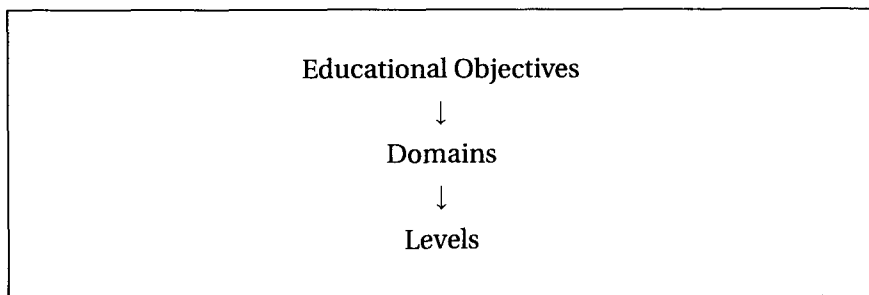 Educational Objectives
↓
Domains
↓
Levels